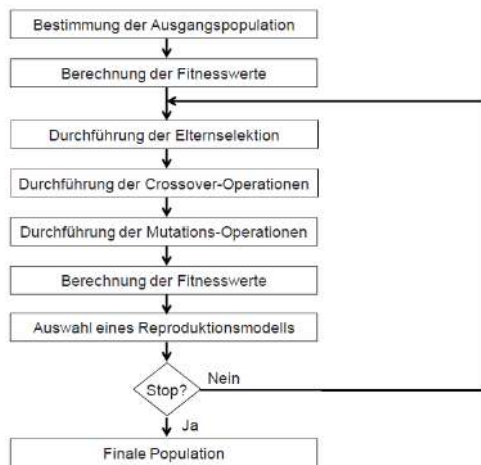 Bestimmung der Ausgangspopulation
Berechnung der Fitnesswerte
Durchführung der Elternselektion
Durchführung der Crossover-Operationen
Durchführung der Mutations-Operationen
Berechnung der Fitnesswerte
Auswahl eines Reproduktionsmodells
Stop?
Nein
Ja
Finale Population